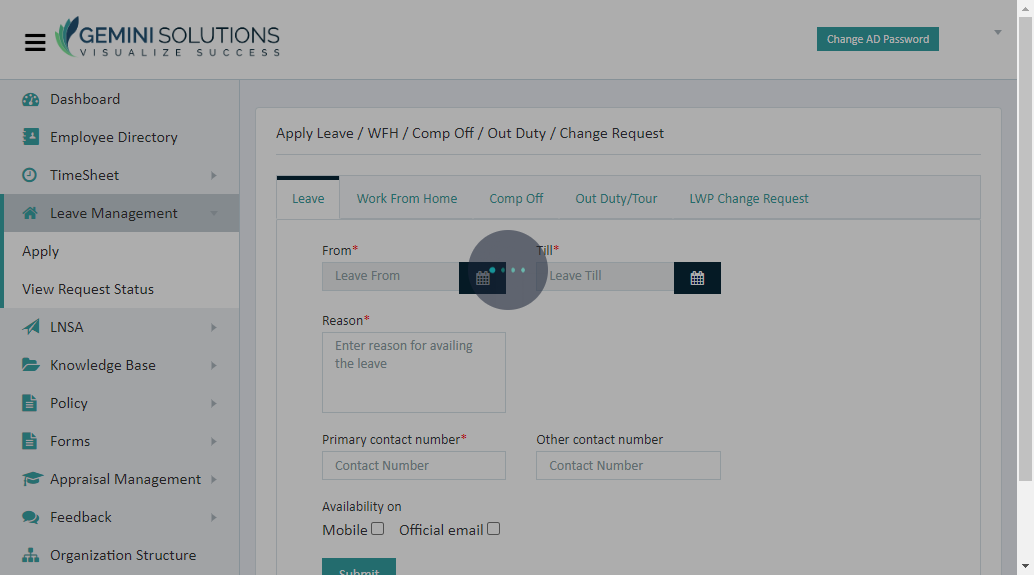 GEMINI SOLUTIONS
VISUALIZE SUCCESS
Change AD Password
Dashboard
Employee Directory
TimeSheet
Leave Management
Apply
View Request Status
LNSA
Knowledge Base
Policy
Forms
Appraisal Management
Feedback
Organization Structure
Apply Leave / WFH / Comp Off / Out Duty / Change Request
Leave Work From Home Comp Off Out Duty/Tour LWP Change Request
From* Till*
Leave From Leave Till
Reason*
Enter reason for availing
the leave
Primary contact number* Other contact number
Contact Number Contact Number
Availability on
Mobile Official email
Submit